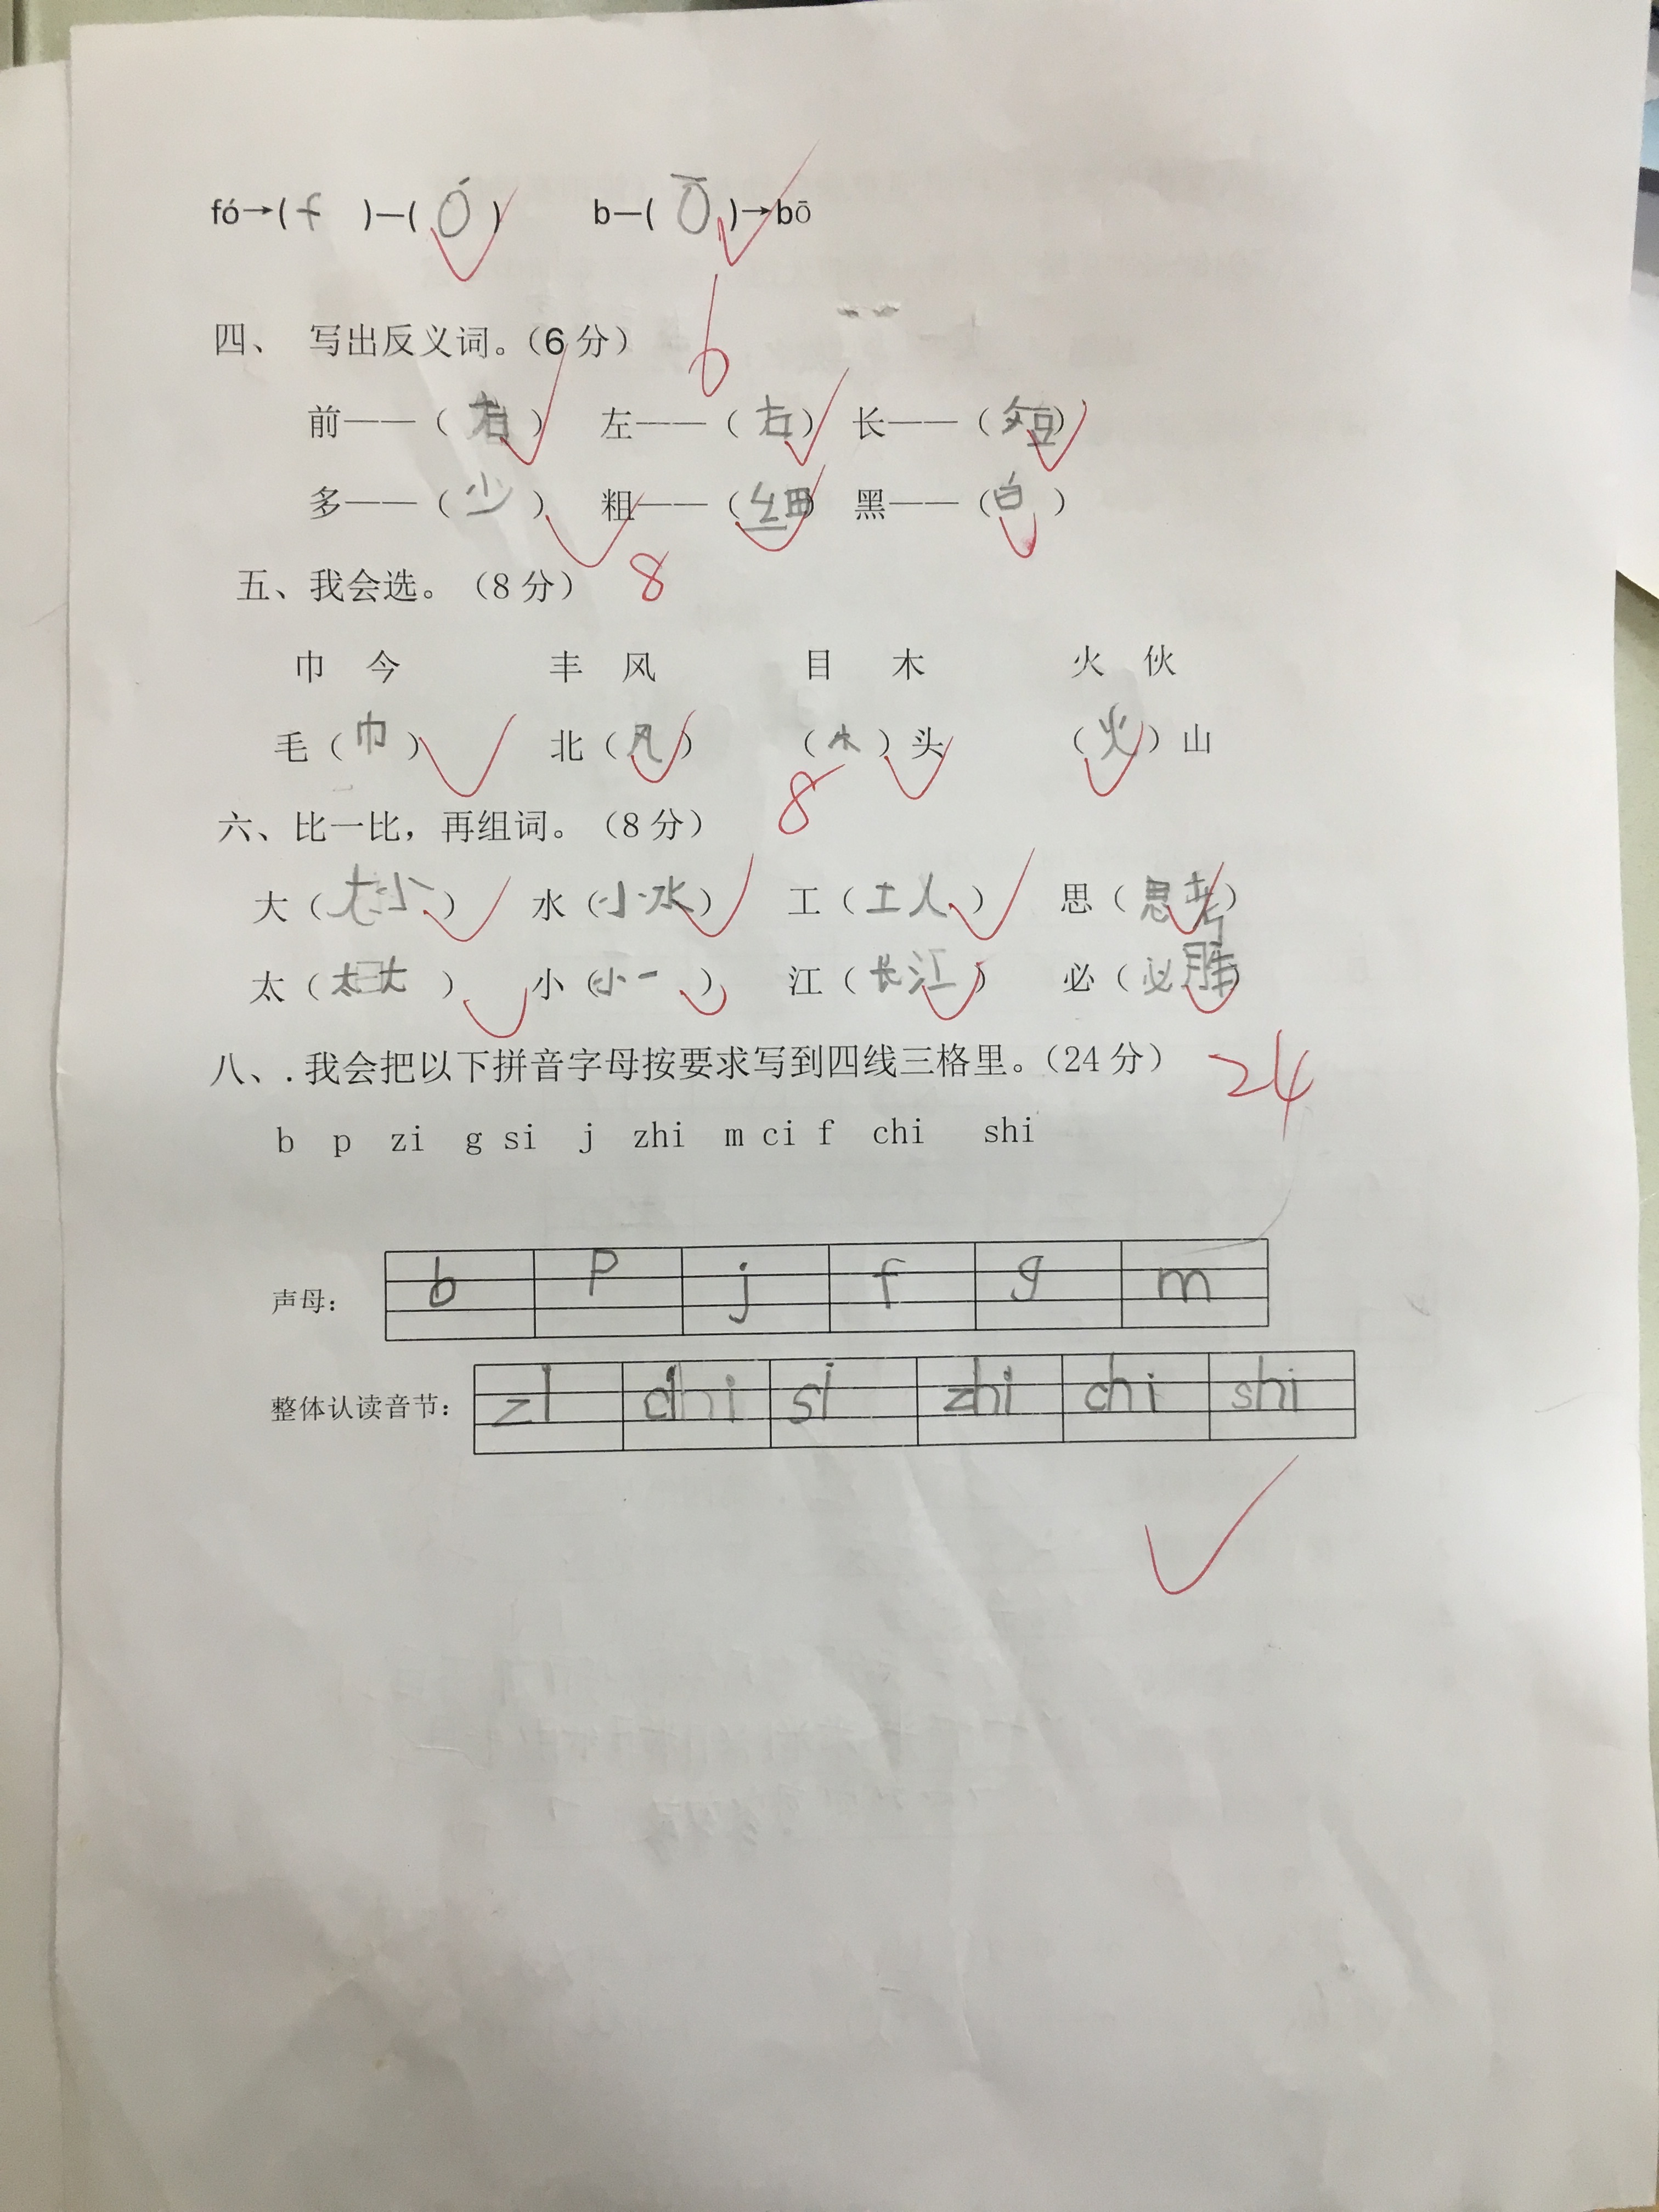 fó→( f )—( ó ) b—( ō )→bō
四、 写出反义词。（6分） 6
前——（ ） 左——（ 右 ） 长——（ 短 ）
多——（ 少 ） 粗——（ 细 ） 黑——（ 白 ）
五、我会选。（8分） 8
巾 今 丰 风 目 木 火 伙
毛（ 巾 ） 北（ 风 ） （ 木 ）头 （ 火 ）山
六、比一比，再组词。（8分） 8
大（ 大小 ） 水（ 小水 ） 工（ 工人 ） 思（ 思考 ）
太（ 太大 ） 小（ 小一 ） 江（ 长江 ） 必（ 必胜 ）
八、.我会把以下拼音字母按要求写到四线三格里。（24分） 24
b p zi g si j zhi m ci f chi shi
声母： b p j f g m
整体认读音节： zi si zhi chi shi